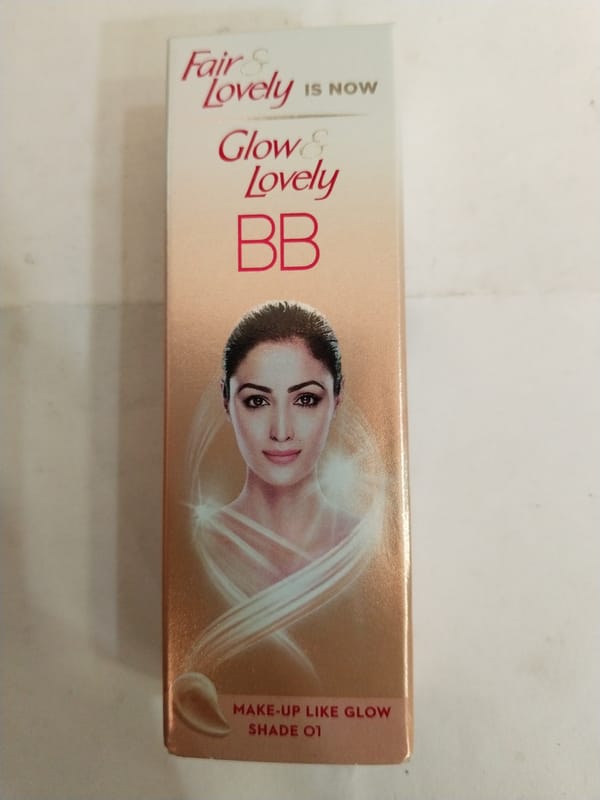 Fair &
Lovely IS NOW
Glow &
Lovely
BB
MAKE-UP LIKE GLOW
SHADE 01